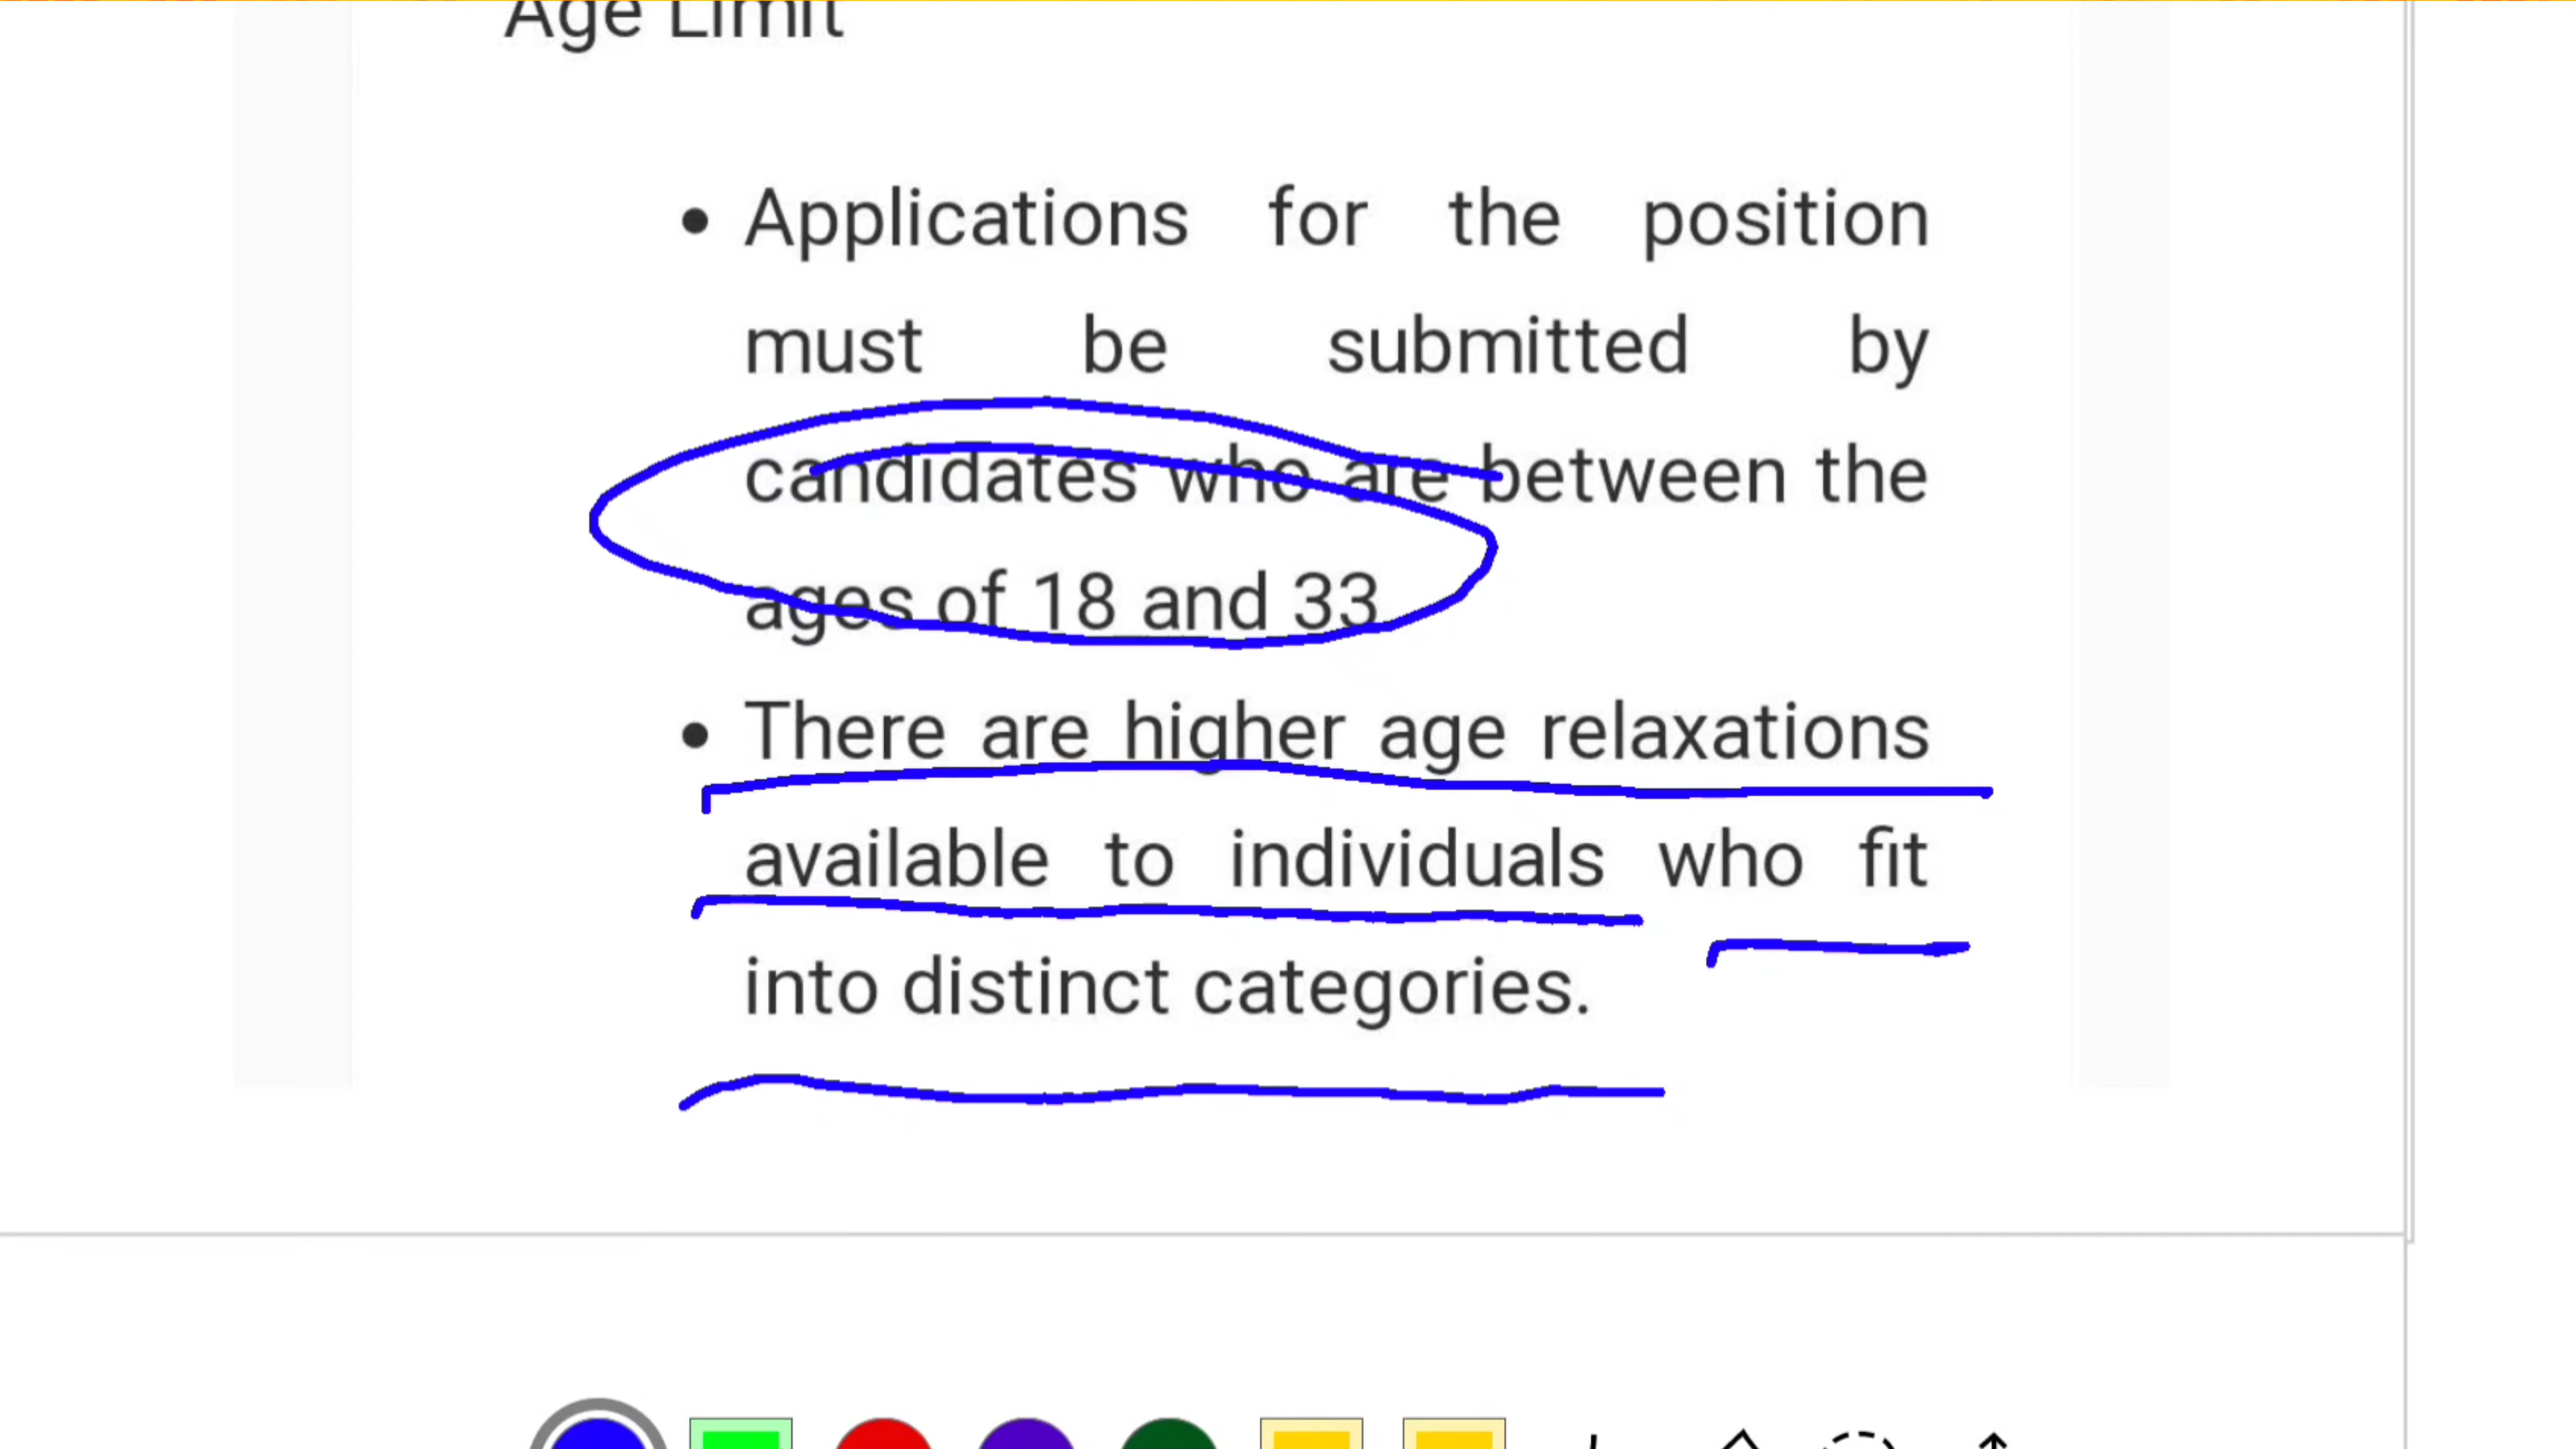 Age Limit
• Applications for the position
must be submitted by
candidates who are between the
ages of 18 and 33
• There are higher age relaxations
available to individuals who fit
into distinct categories.